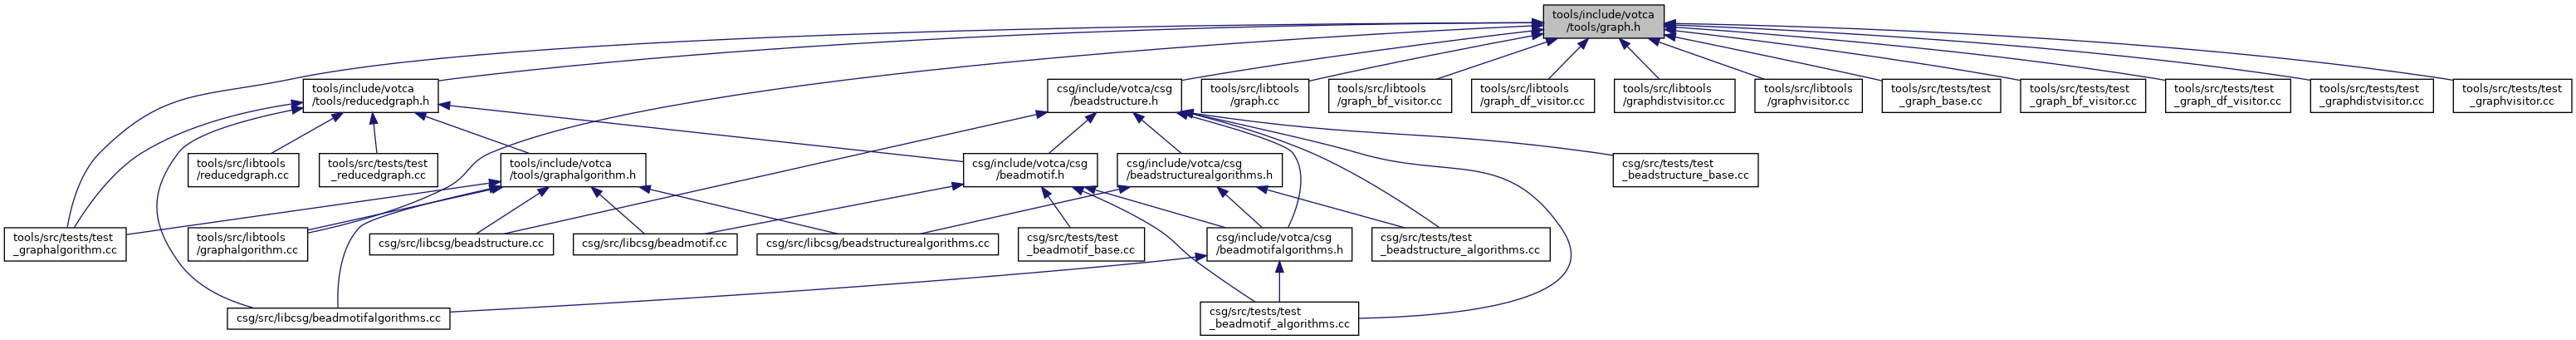 tools/include/votca
/tools/graph.h
tools/include/votca
/tools/reducedgraph.h
csg/include/votca/csg
/beadstructure.h
tools/src/libtools
/graph.cc
tools/src/libtools
/graph_bf_visitor.cc
tools/src/libtools
/graph_df_visitor.cc
tools/src/libtools
/graphdistvisitor.cc
tools/src/libtools
/graphvisitor.cc
tools/src/tests/test
_graph_base.cc
tools/src/tests/test
_graph_bf_visitor.cc
tools/src/tests/test
_graph_df_visitor.cc
tools/src/tests/test
_graphdistvisitor.cc
tools/src/tests/test
_graphvisitor.cc
tools/src/libtools
/reducedgraph.cc
tools/src/tests/test
_reducedgraph.cc
tools/include/votca
/tools/graphalgorithm.h
csg/include/votca/csg
/beadmotif.h
csg/include/votca/csg
/beadstructurealgorithms.h
csg/src/tests/test
_beadstructure_base.cc
tools/src/tests/test
_graphalgorithm.cc
tools/src/libtools
/graphalgorithm.cc
csg/src/libcsg/beadstructure.cc
csg/src/libcsg/beadmotif.cc
csg/src/libcsg/beadstructurealgorithms.cc
csg/src/tests/test
_beadmotif_base.cc
csg/include/votca/csg
/beadmotifalgorithms.h
csg/src/tests/test
_beadstructure_algorithms.cc
csg/src/libcsg/beadmotifalgorithms.cc
csg/src/tests/test
_beadmotif_algorithms.cc